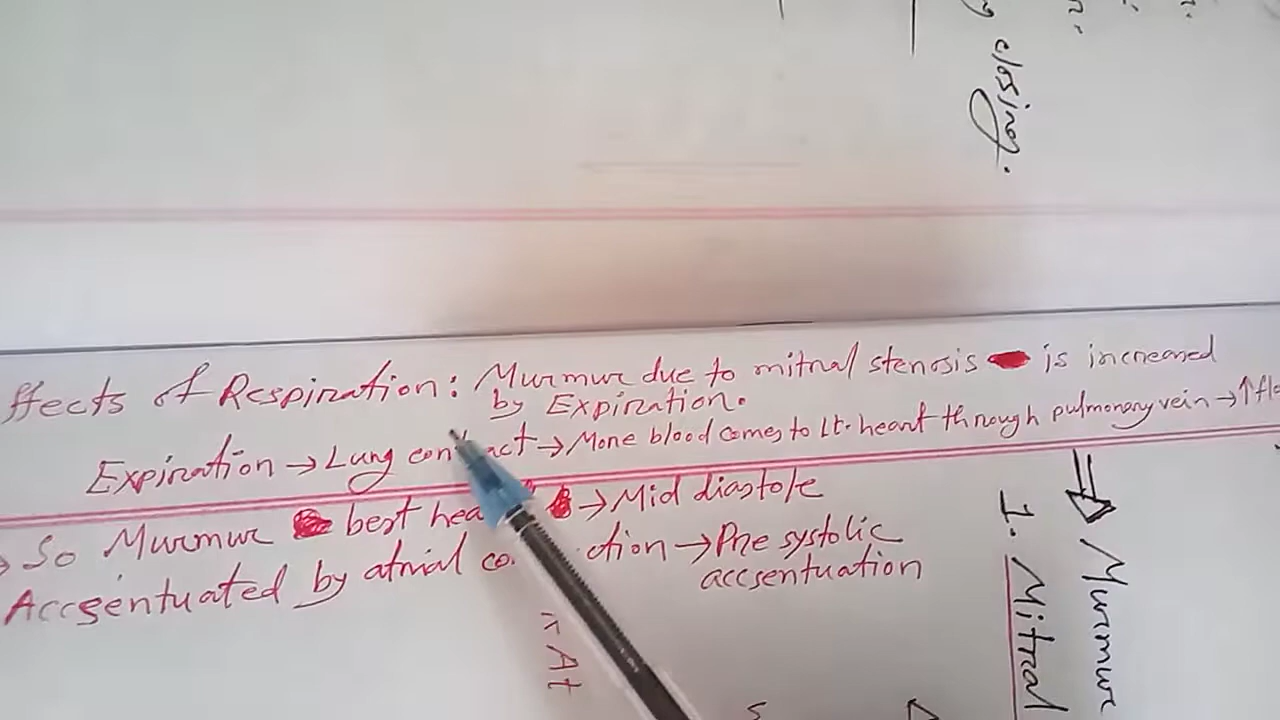 closing.
ffects of Respiration: Murmur due to mitral stenosis is increased
by Expiration.
Expiration → Lung contract → More blood comes to Lt. heart through pulmonary vein → ↑ flo
So Murmur best hea → Mid diastole
Accsentuated by atrial co ction → Pre systolic
accsentuation
⇒ Murmur
1. Mitral